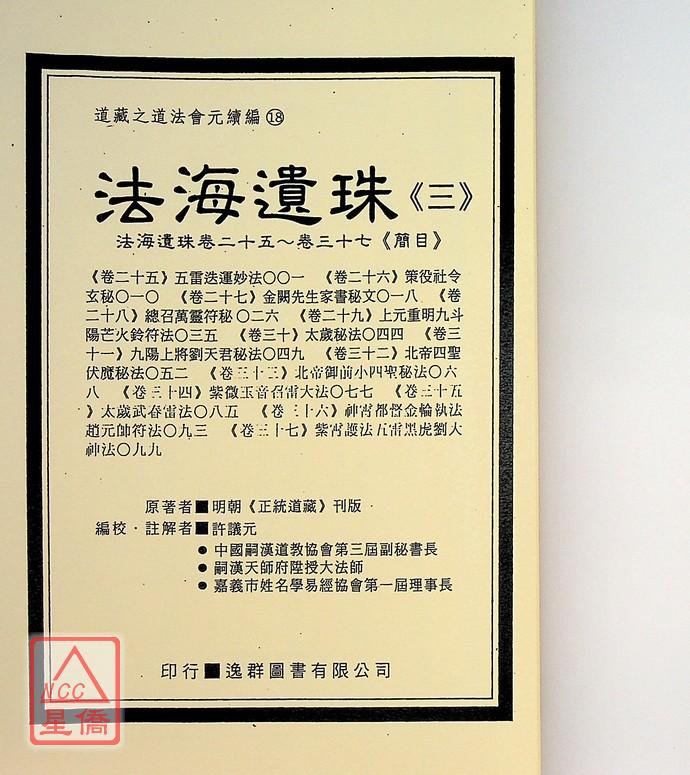 道藏之道法會元續編⑱
法海遺珠《三》
法海遺珠卷二十五～卷三十七《簡目》
《卷二十五》五雷迭運妙法〇〇一　《卷二十六》策役社令
玄秘〇一〇　《卷二十七》金闕先生家書秘文〇一八　《卷
二十八》總召萬靈符秘〇二六　《卷二十九》上元重明九斗
陽芒火鈴符法〇三五　《卷三十》太歲秘法〇四四　《卷三
十一》九陽上將劉天君秘法〇四九　《卷三十二》北帝四聖
伏魔秘法〇五二　《卷三十三》北帝御前小四聖秘法〇六
八　《卷三十四》紫微玉音召雷大法〇七七　《卷三十五
》太歲武春雷法〇八五　《卷三十六》神霄都督金輪執法
趙元帥符法〇九三　《卷三十七》紫霄護法五雷黑虎劉大
神法〇九九
原著者■明朝《正統道藏》刊版
編校·註解者■許議元
●中國嗣漢道教協會第三屆副秘書長
●嗣漢天師府陞授大法師
●嘉義市姓名學易經協會第一屆理事長
印行■逸群圖書有限公司
NCC
星僑